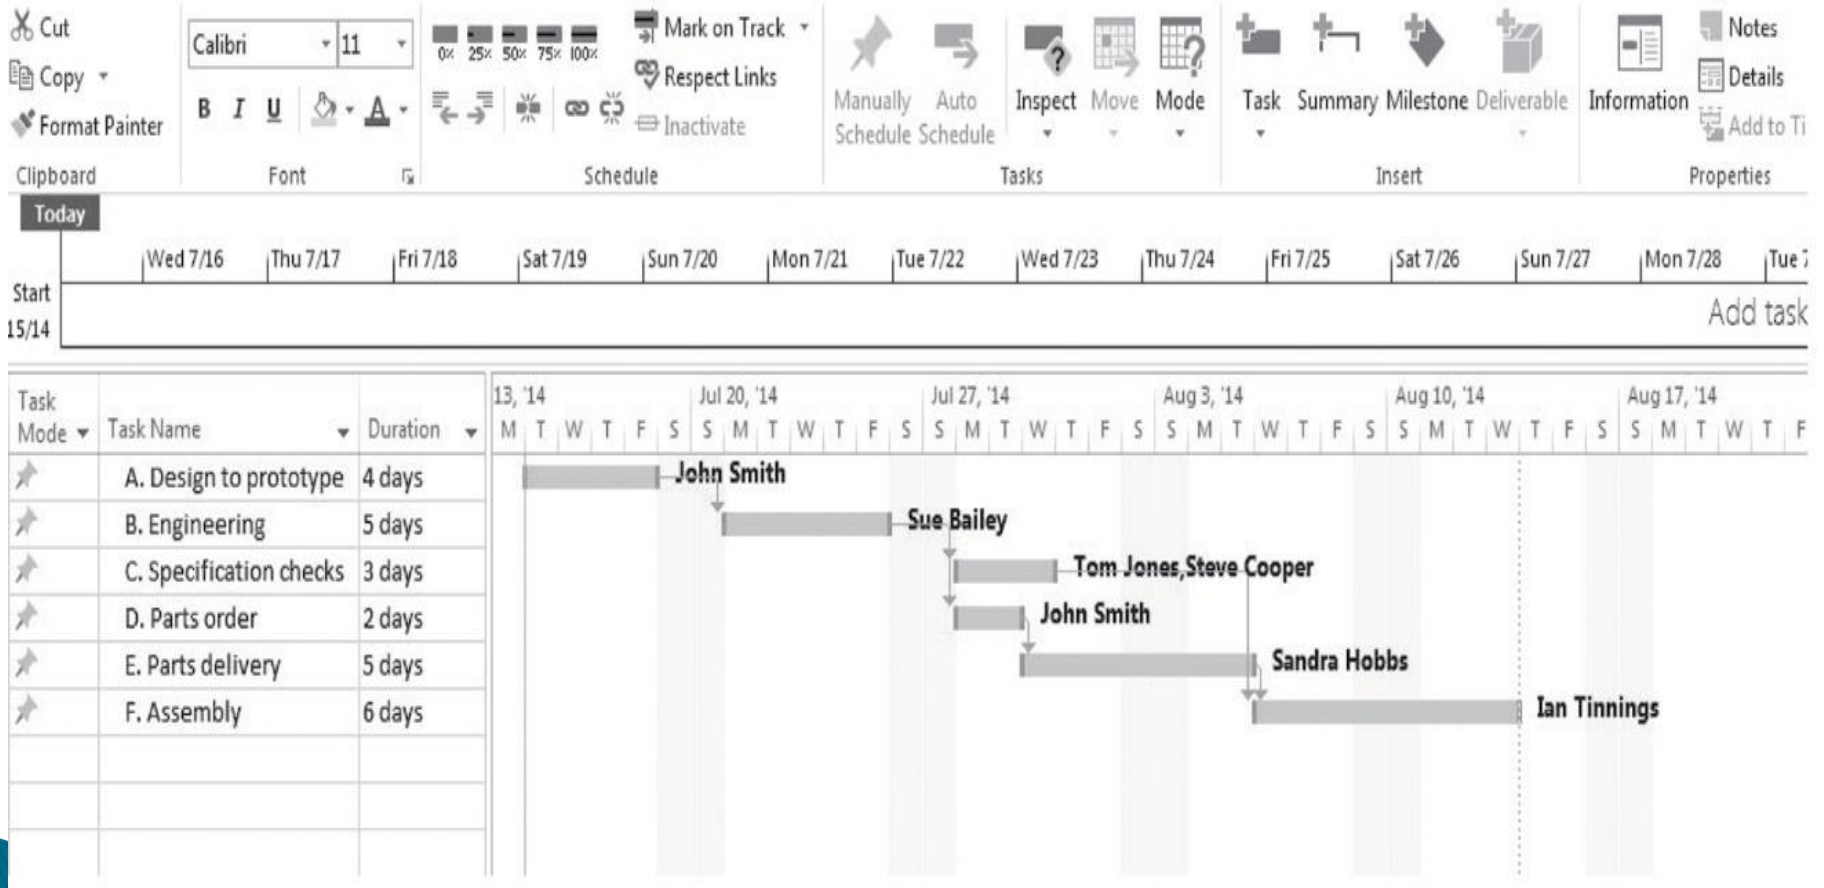 Cut
Copy
Format Painter
Clipboard
Calibri 11
B I U A
Font
0% 25% 50% 75% 100%
Mark on Track
Respect Links
Inactivate
Schedule
Manually Schedule
Auto Schedule
Inspect
Move
Mode
Tasks
Task
Summary
Milestone
Deliverable
Insert
Information
Notes
Details
Add to Ti
Properties
Today
Wed 7/16 Thu 7/17 Fri 7/18 Sat 7/19 Sun 7/20 Mon 7/21 Tue 7/22 Wed 7/23 Thu 7/24 Fri 7/25 Sat 7/26 Sun 7/27 Mon 7/28 Tue 7
Start
15/14
Add task
Task Mode Task Name Duration
13, '14 Jul 20, '14 Jul 27, '14 Aug 3, '14 Aug 10, '14 Aug 17, '14
M T W T F S S M T W T F S S M T W T F S S M T W T F S S M T W T F S S M T W T F
A. Design to prototype 4 days John Smith
B. Engineering 5 days Sue Bailey
C. Specification checks 3 days Tom Jones,Steve Cooper
D. Parts order 2 days John Smith
E. Parts delivery 5 days Sandra Hobbs
F. Assembly 6 days Ian Tinnings